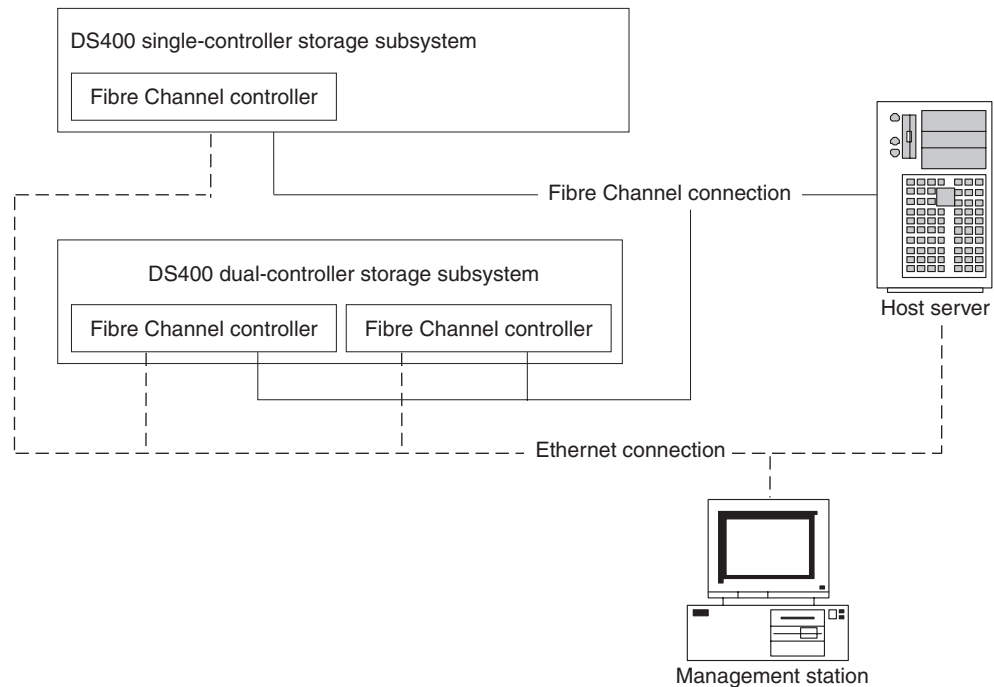 DS400 single-controller storage subsystem
Fibre Channel controller
Fibre Channel connection
DS400 dual-controller storage subsystem
Fibre Channel controller
Fibre Channel controller
Host server
Ethernet connection
Management station